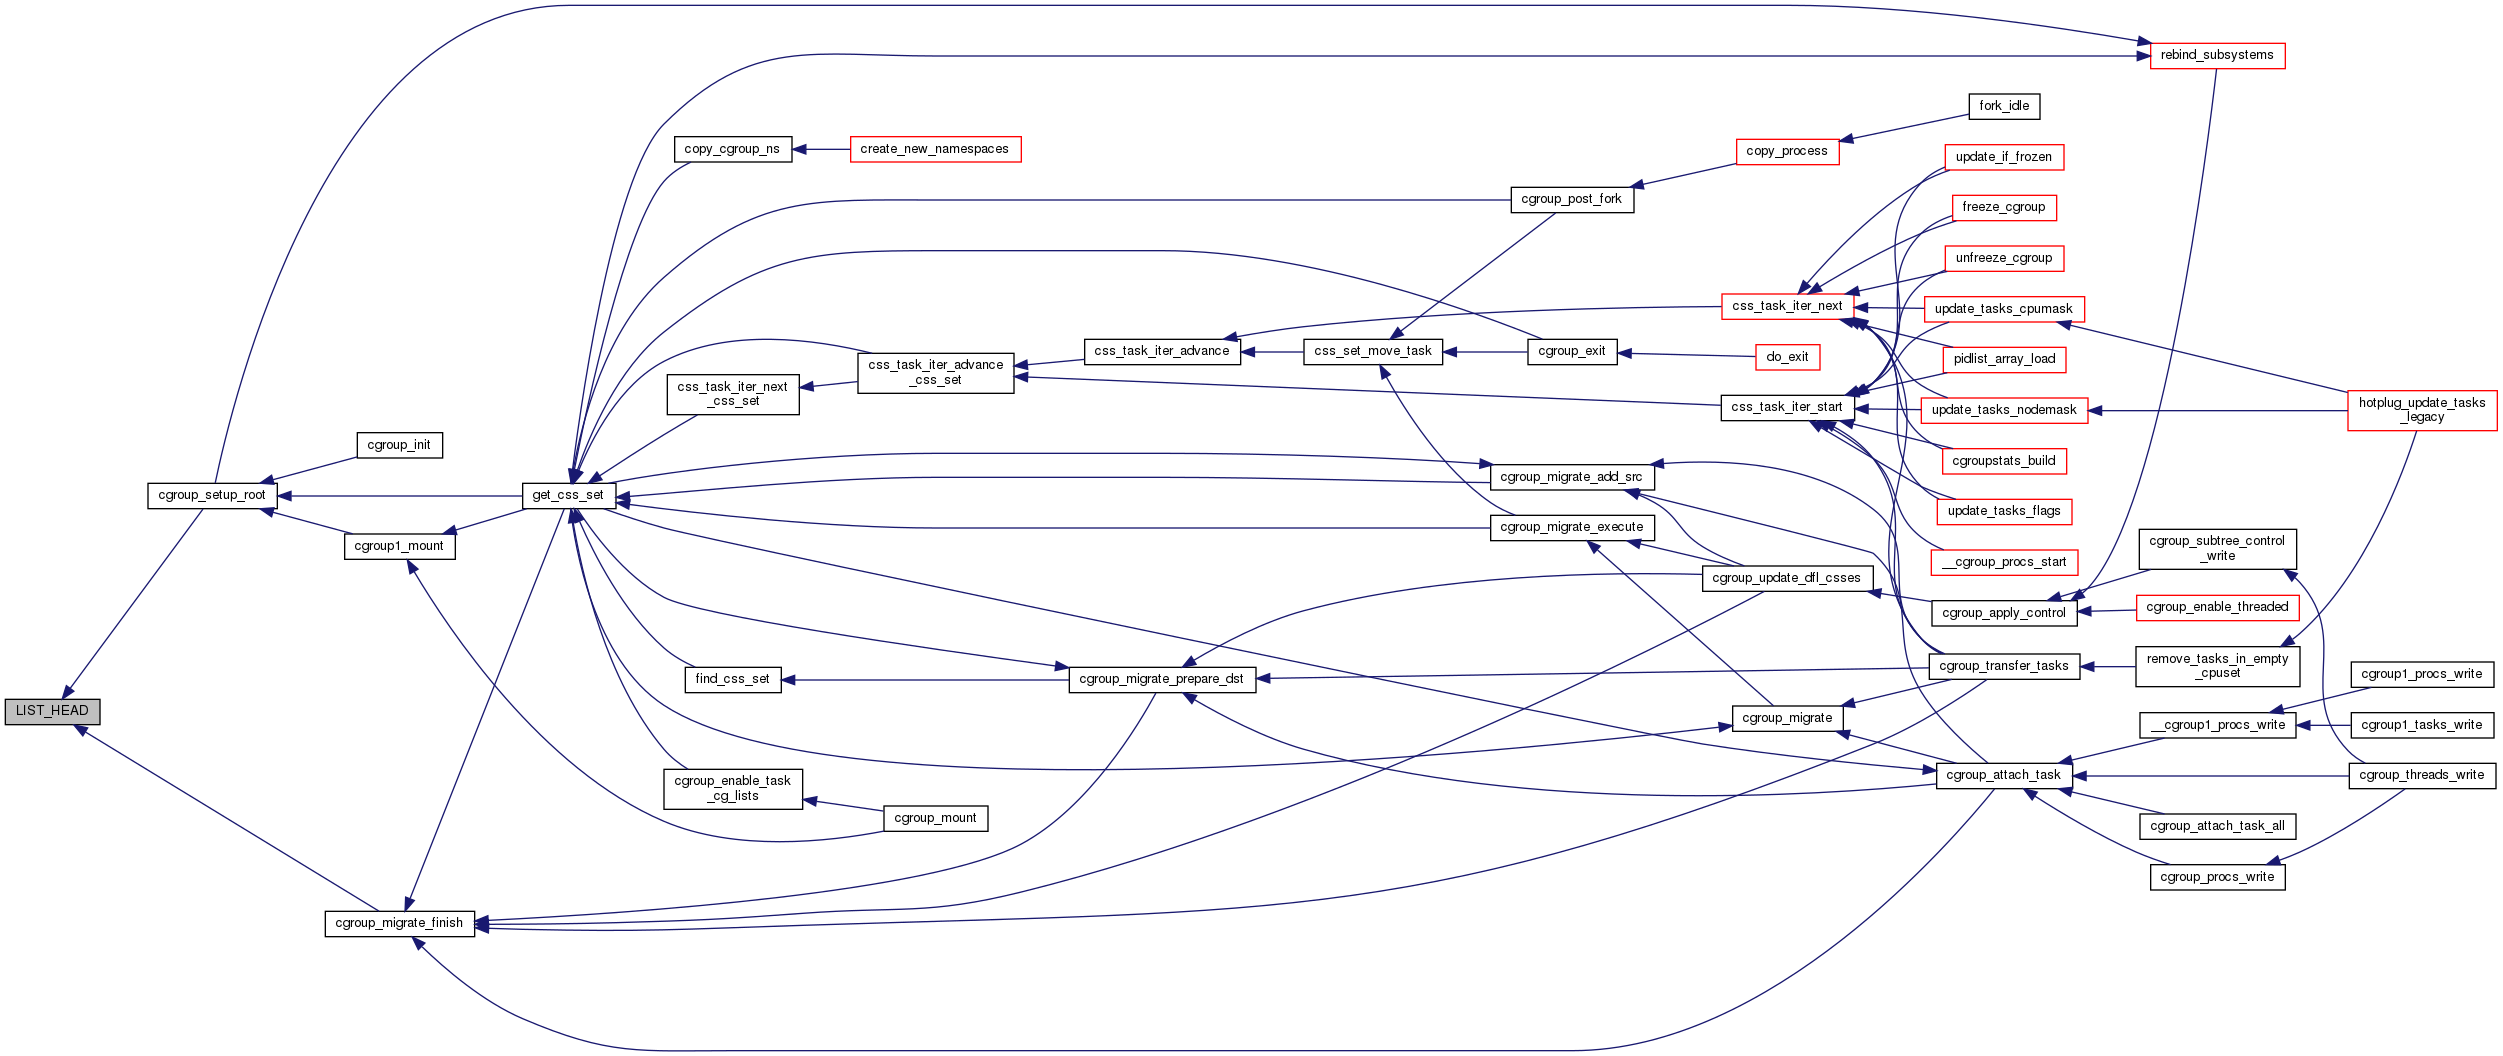 rebind_subsystems
fork_idle
copy_cgroup_ns
create_new_namespaces
copy_process
update_if_frozen
cgroup_post_fork
freeze_cgroup
unfreeze_cgroup
css_task_iter_next
update_tasks_cpumask
css_task_iter_advance
_css_set
css_task_iter_advance
css_set_move_task
cgroup_exit
do_exit
pidlist_array_load
css_task_iter_next
_css_set
css_task_iter_start
update_tasks_nodemask
hotplug_update_tasks
_legacy
cgroup_init
cgroupstats_build
cgroup_setup_root
get_css_set
cgroup_migrate_add_src
update_tasks_flags
cgroup1_mount
cgroup_migrate_execute
__cgroup_procs_start
cgroup_subtree_control
_write
cgroup_update_dfl_csses
cgroup_apply_control
cgroup_enable_threaded
find_css_set
cgroup_migrate_prepare_dst
cgroup_transfer_tasks
remove_tasks_in_empty
_cpuset
cgroup1_procs_write
LIST_HEAD
cgroup_migrate
__cgroup1_procs_write
cgroup1_tasks_write
cgroup_enable_task
_cg_lists
cgroup_attach_task
cgroup_threads_write
cgroup_mount
cgroup_attach_task_all
cgroup_procs_write
cgroup_migrate_finish